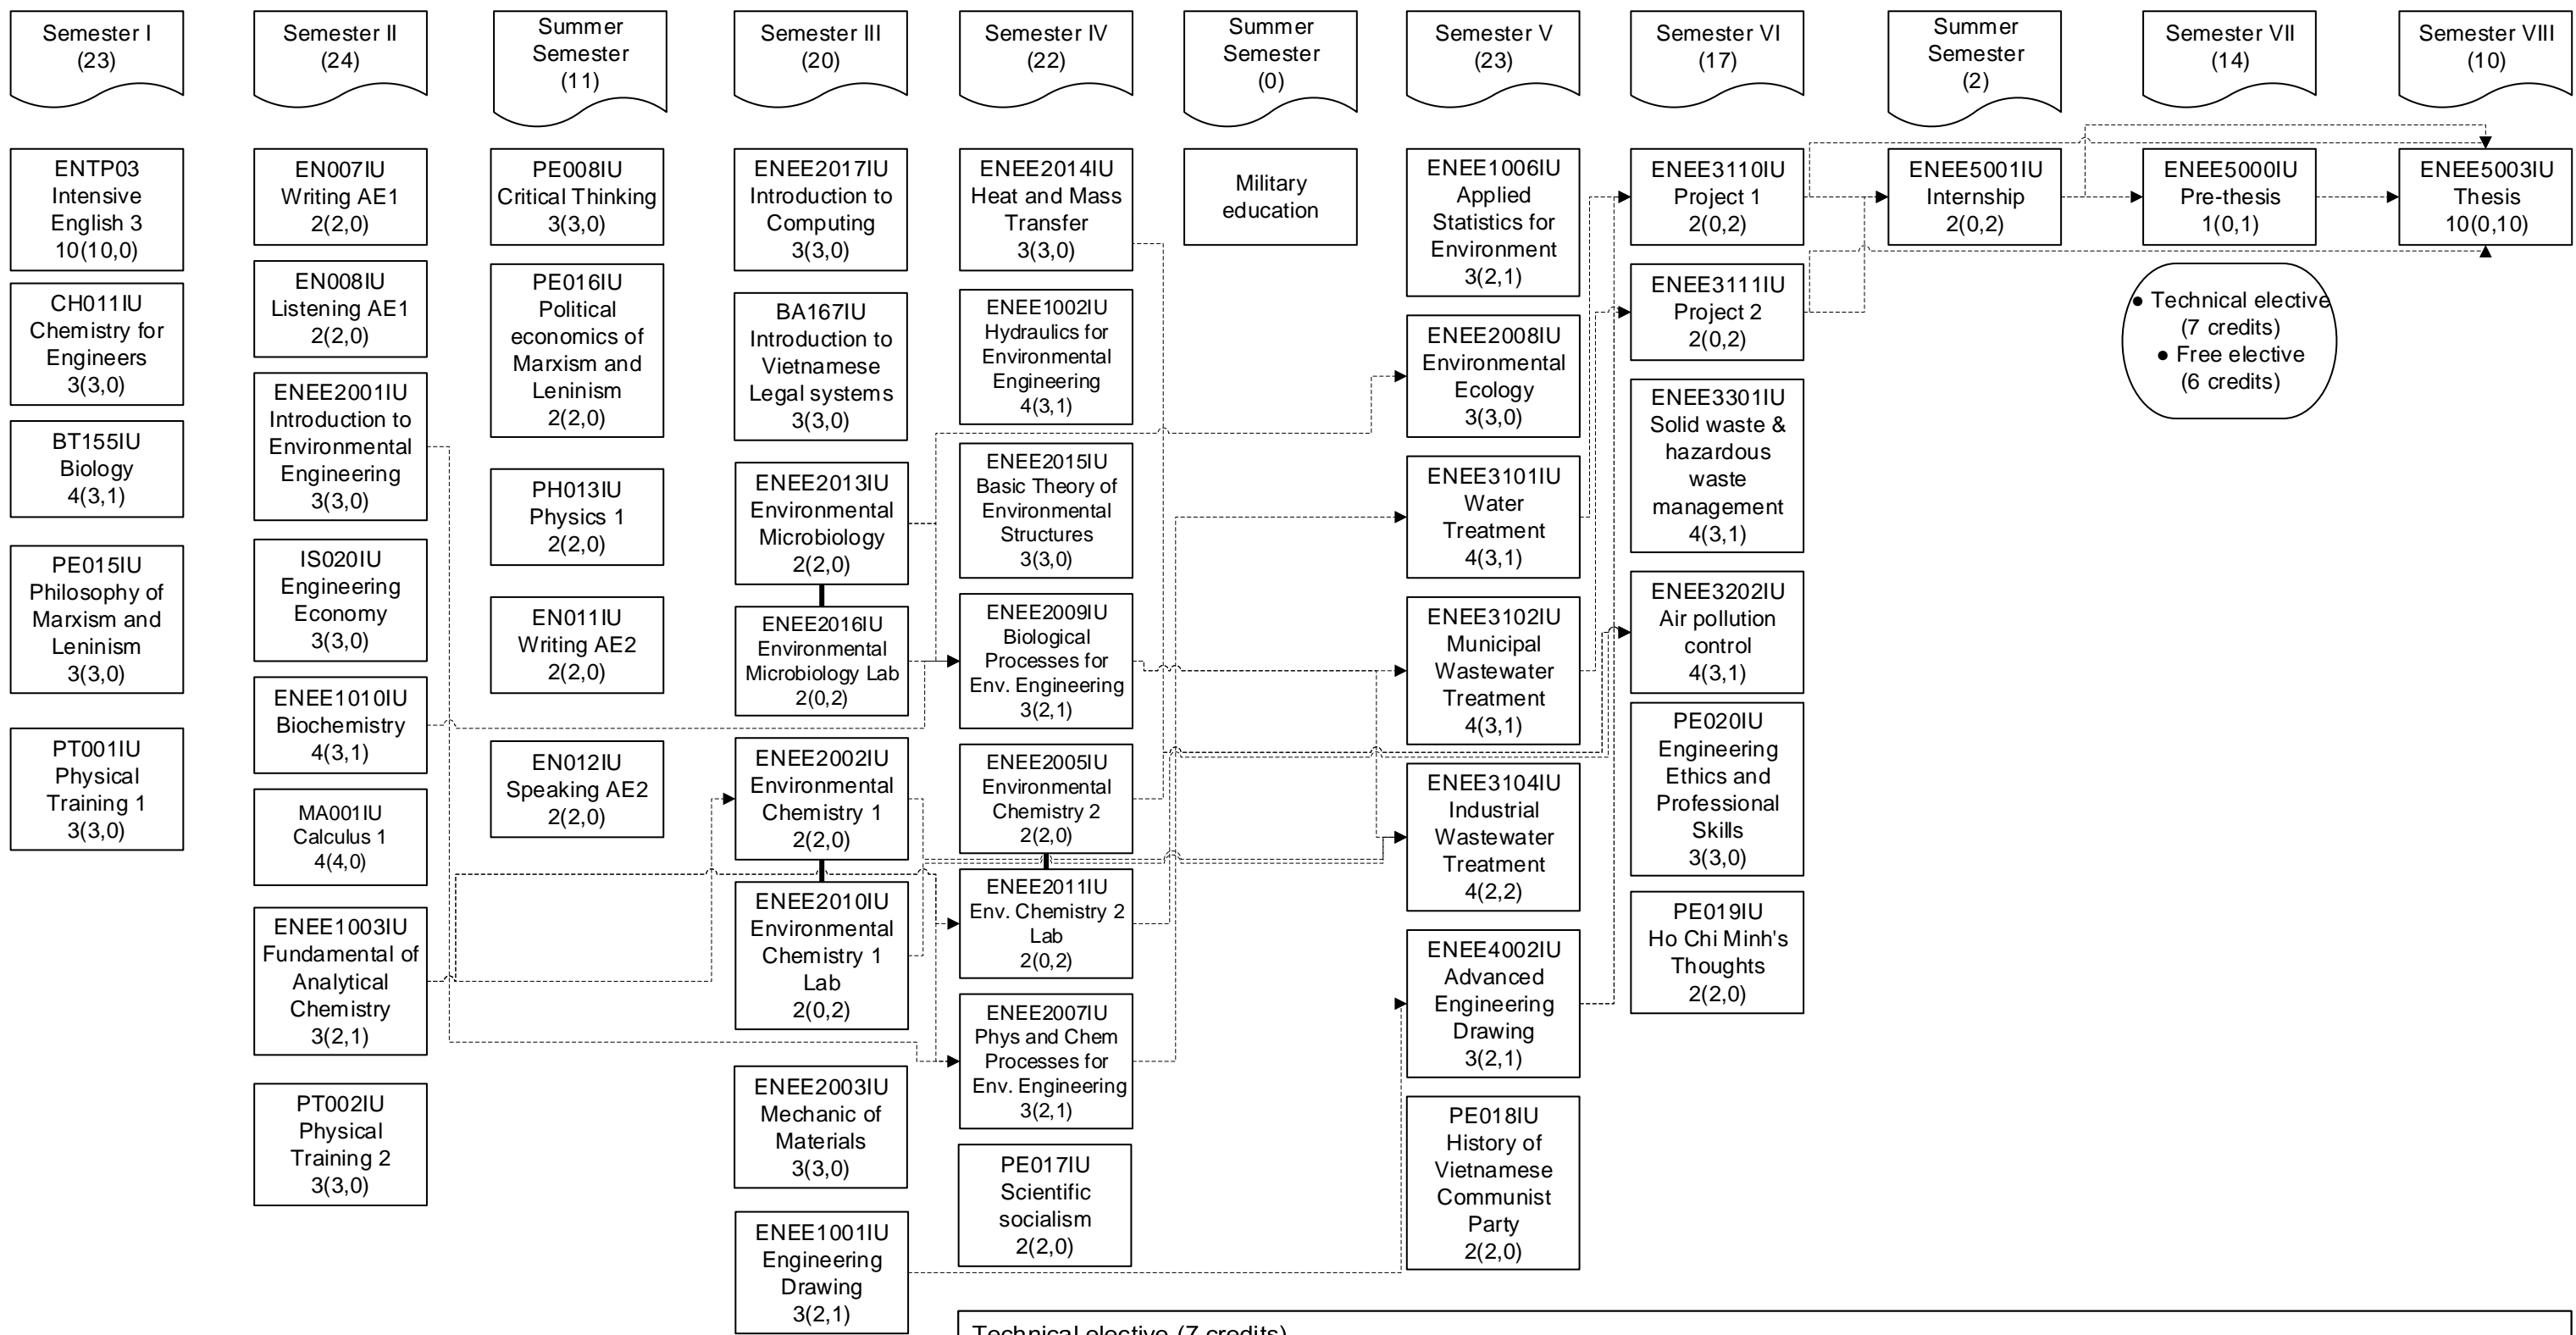 Semester I
(23)
Semester II
(24)
Summer
Semester
(11)
Semester III
(20)
Semester IV
(22)
Summer
Semester
(0)
Semester V
(23)
Semester VI
(17)
Summer
Semester
(2)
Semester VII
(14)
Semester VIII
(10)
ENTP03
Intensive
English 3
10(10,0)
CH011IU
Chemistry for
Engineers
3(3,0)
BT155IU
Biology
4(3,1)
PE015IU
Philosophy of
Marxism and
Leninism
3(3,0)
PT001IU
Physical
Training 1
3(3,0)
EN007IU
Writing AE1
2(2,0)
EN008IU
Listening AE1
2(2,0)
ENEE2001IU
Introduction to
Environmental
Engineering
3(3,0)
IS020IU
Engineering
Economy
3(3,0)
ENEE1010IU
Biochemistry
4(3,1)
MA001IU
Calculus 1
4(4,0)
ENEE1003IU
Fundamental of
Analytical
Chemistry
3(2,1)
PT002IU
Physical
Training 2
3(3,0)
PE008IU
Critical Thinking
3(3,0)
PE016IU
Political
economics of
Marxism and
Leninism
2(2,0)
PH013IU
Physics 1
2(2,0)
EN011IU
Writing AE2
2(2,0)
EN012IU
Speaking AE2
2(2,0)
ENEE2017IU
Introduction to
Computing
3(3,0)
BA167IU
Introduction to
Vietnamese
Legal systems
3(3,0)
ENEE2013IU
Environmental
Microbiology
2(2,0)
ENEE2016IU
Environmental
Microbiology Lab
2(0,2)
ENEE2002IU
Environmental
Chemistry 1
2(2,0)
ENEE2010IU
Environmental
Chemistry 1
Lab
2(0,2)
ENEE2003IU
Mechanic of
Materials
3(3,0)
ENEE1001IU
Engineering
Drawing
3(2,1)
ENEE2014IU
Heat and Mass
Transfer
3(3,0)
ENEE1002IU
Hydraulics for
Environmental
Engineering
4(3,1)
ENEE2015IU
Basic Theory of
Environmental
Structures
3(3,0)
ENEE2009IU
Biological
Processes for
Env. Engineering
3(2,1)
ENEE2005IU
Environmental
Chemistry 2
2(2,0)
ENEE2011IU
Env. Chemistry 2
Lab
2(0,2)
ENEE2007IU
Phys and Chem
Processes for
Env. Engineering
3(2,1)
PE017IU
Scientific
socialism
2(2,0)
Military
education
ENEE1006IU
Applied
Statistics for
Environment
3(2,1)
ENEE2008IU
Environmental
Ecology
3(3,0)
ENEE3101IU
Water
Treatment
4(3,1)
ENEE3102IU
Municipal
Wastewater
Treatment
4(3,1)
ENEE3104IU
Industrial
Wastewater
Treatment
4(2,2)
ENEE4002IU
Advanced
Engineering
Drawing
3(2,1)
PE018IU
History of
Vietnamese
Communist
Party
2(2,0)
ENEE3110IU
Project 1
2(0,2)
ENEE3111IU
Project 2
2(0,2)
ENEE3301IU
Solid waste &
hazardous
waste
management
4(3,1)
ENEE3202IU
Air pollution
control
4(3,1)
PE020IU
Engineering
Ethics and
Professional
Skills
3(3,0)
PE019IU
Ho Chi Minh's
Thoughts
2(2,0)
ENEE5001IU
Internship
2(0,2)
ENEE5000IU
Pre-thesis
1(0,1)
● Technical elective
(7 credits)
● Free elective
(6 credits)
ENEE5003IU
Thesis
10(0,10)
Technical elective (7 credits)